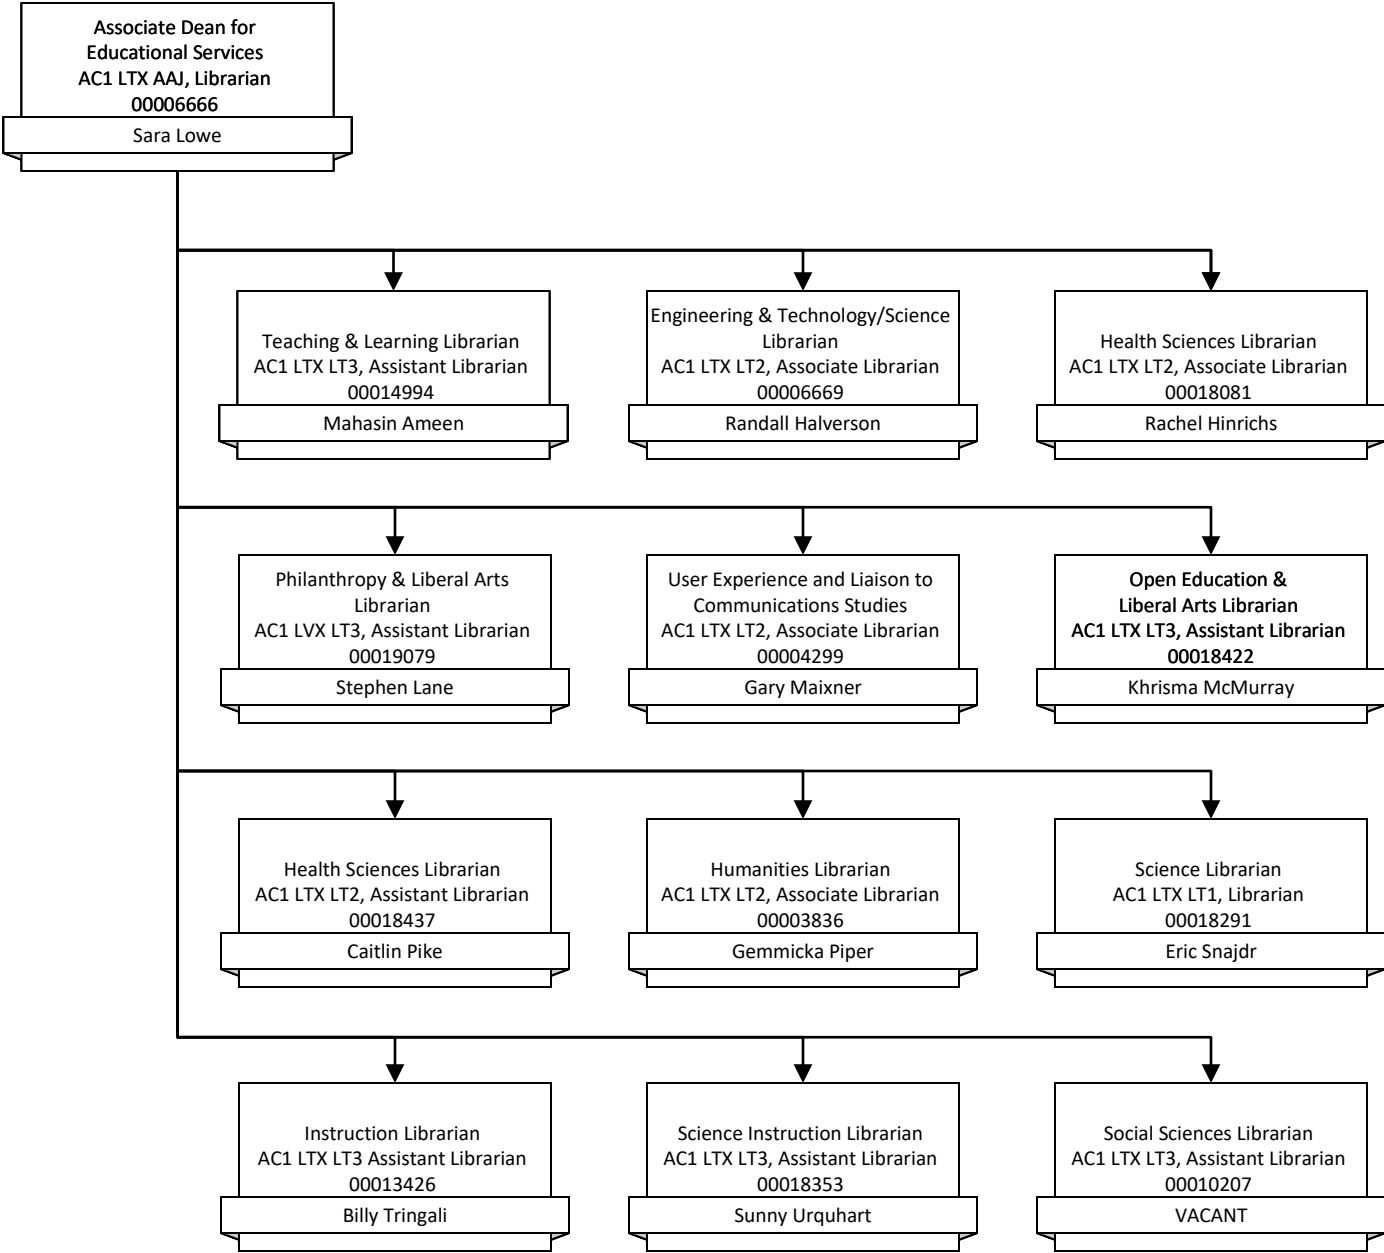 Associate Dean for
Educational Services
AC1 LTX AAJ, Librarian
00006666
Sara Lowe
Teaching & Learning Librarian
AC1 LTX LT3, Assistant Librarian
00014994
Mahasin Ameen
Engineering & Technology/Science
Librarian
AC1 LTX LT2, Associate Librarian
00006669
Randall Halverson
Health Sciences Librarian
AC1 LTX LT2, Associate Librarian
00018081
Rachel Hinrichs
Philanthropy & Liberal Arts
Librarian
AC1 LVX LT3, Assistant Librarian
00019079
Stephen Lane
User Experience and Liaison to
Communications Studies
AC1 LTX LT2, Associate Librarian
00004299
Gary Maixner
Open Education &
Liberal Arts Librarian
AC1 LTX LT3, Assistant Librarian
00018422
Khrisma McMurray
Health Sciences Librarian
AC1 LTX LT2, Assistant Librarian
00018437
Caitlin Pike
Humanities Librarian
AC1 LTX LT2, Associate Librarian
00003836
Gemmicka Piper
Science Librarian
AC1 LTX LT1, Librarian
00018291
Eric Snajdr
Instruction Librarian
AC1 LTX LT3 Assistant Librarian
00013426
Billy Tringali
Science Instruction Librarian
AC1 LTX LT3, Assistant Librarian
00018353
Sunny Urquhart
Social Sciences Librarian
AC1 LTX LT3, Assistant Librarian
00010207
VACANT